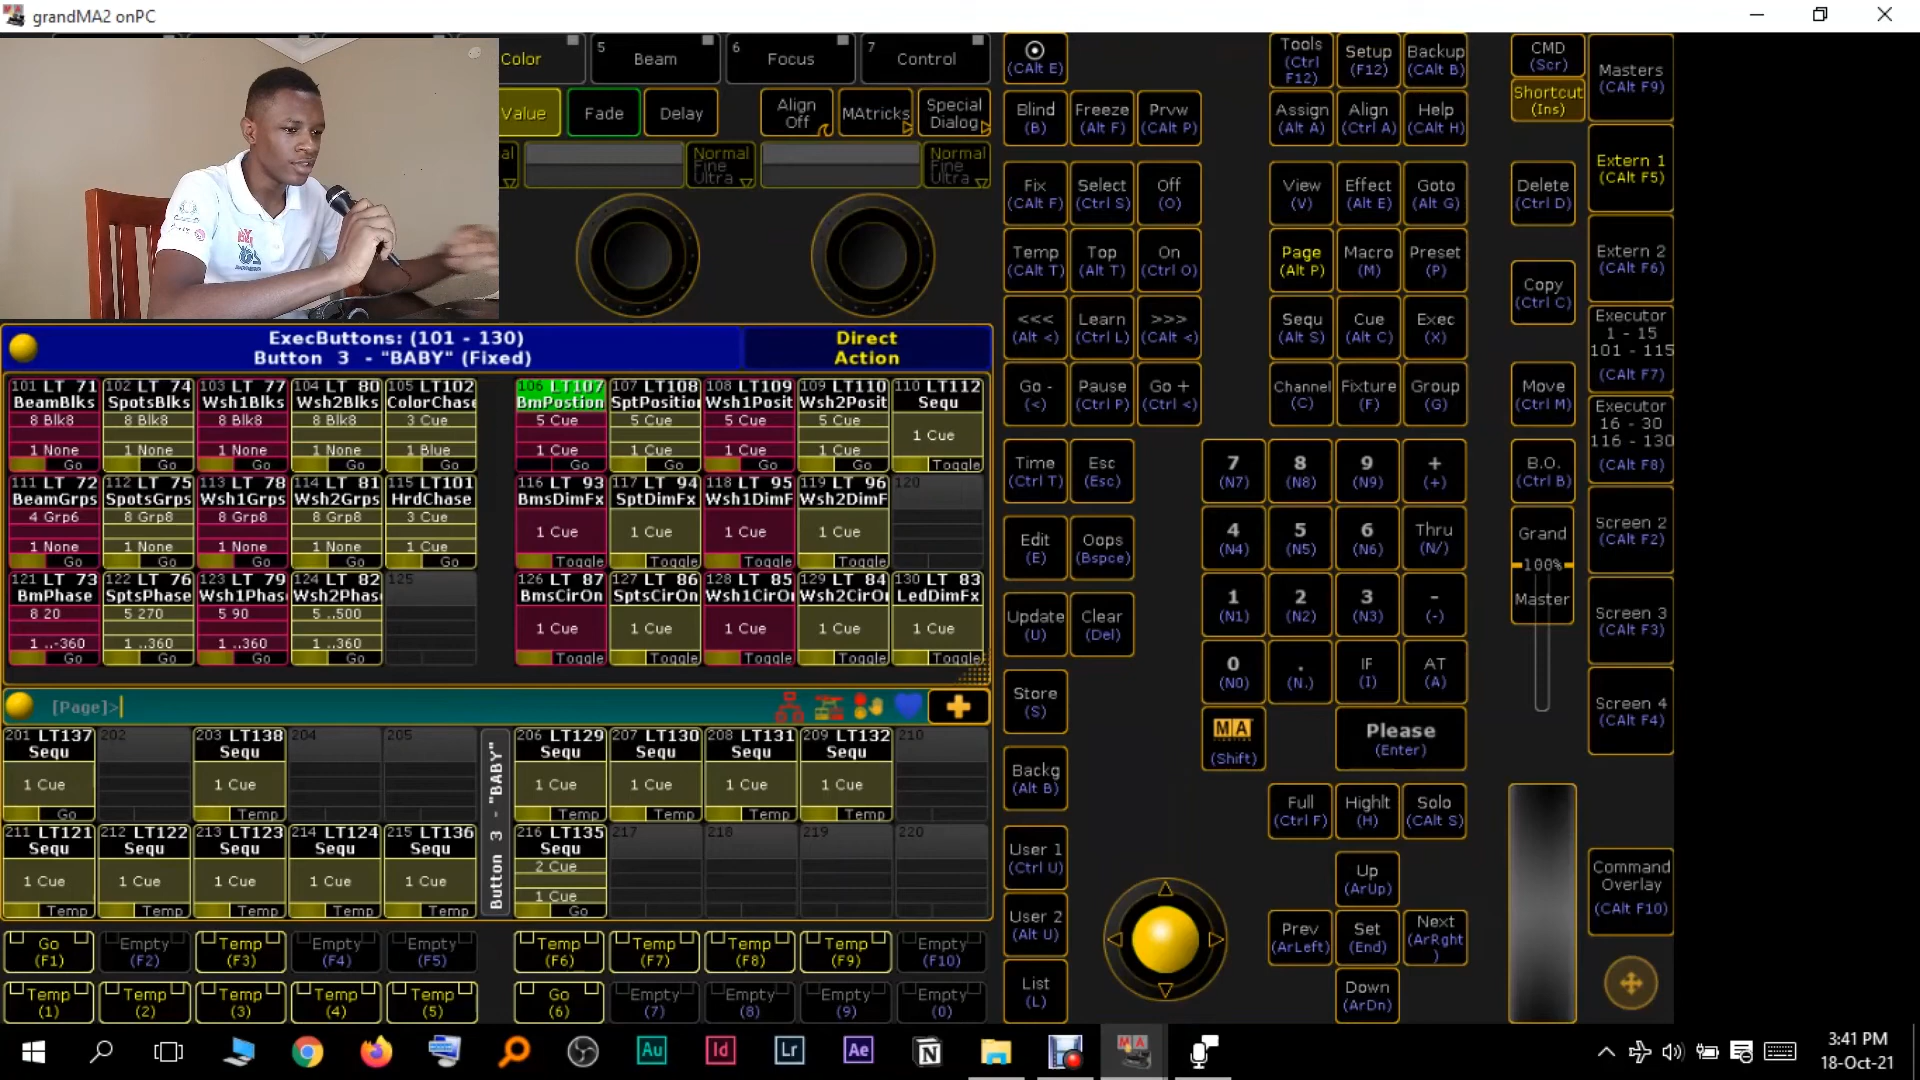 grandMA2 onPC
Color
5 Beam
6 Focus
7 Control
Value
Fade
Delay
Align Off
MAtricks
Special Dialog
Normal Fine Ultra
Normal Fine Ultra
ExecButtons: (101 - 130)
Button 3 - "BABY" (Fixed)
Direct Action
101 LT 71 102 LT 74 103 LT 77 104 LT 80 105 LT102 106 LT107 107 LT108 108 LT109 109 LT110 110 LT112
BeamBlks SpotsBlks Wsh1Blks Wsh2Blks ColorChase BmPostion SptPositio Wsh1Posit Wsh2Posit Sequ
8 Blk8 8 Blk8 8 Blk8 8 Blk8 3 Cue 5 Cue 5 Cue 5 Cue 5 Cue 1 Cue
1 None 1 None 1 None 1 None 1 Blue 1 Cue 1 Cue 1 Cue 1 Cue
Go Go Go Go Go Go Go Go Go Toggle
111 LT 72 112 LT 75 113 LT 78 114 LT 81 115 LT101 116 LT 93 117 LT 94 118 LT 95 119 LT 96 120
BeamGrps SpotsGrps Wsh1Grps Wsh2Grps HrdChase BmsDimFx SptDimFx Wsh1DimF Wsh2DimF
4 Grp6 8 Grp8 8 Grp8 8 Grp8 3 Cue 1 Cue 1 Cue 1 Cue 1 Cue
1 None 1 None 1 None 1 None 1 Cue
Go Go Go Go Go Toggle Toggle Toggle Toggle
121 LT 73 122 LT 76 123 LT 79 124 LT 82 125 126 LT 87 127 LT 86 128 LT 85 129 LT 84 130 LT 83
BmPhase SptsPhase Wsh1Phas Wsh2Phas BmsCirOn SptsCirOn Wsh1CirO Wsh2CirO LedDimFx
8 20 5 270 5 90 5 ..500 1 Cue 1 Cue 1 Cue 1 Cue 1 Cue
1 ..-360 1 ..360 1 ..360 1 ..360
Go Go Go Go Toggle Toggle Toggle Toggle Toggle
[Page]>
201 LT137 202 203 LT138 204 205 206 LT129 207 LT130 208 LT131 209 LT132 210
Sequ Sequ Sequ Sequ Sequ Sequ
1 Cue 1 Cue 1 Cue 1 Cue 1 Cue 1 Cue
Go Temp Temp Temp Temp Temp
Button 3 - "BABY"
211 LT121 212 LT122 213 LT123 214 LT124 215 LT136 216 LT135 217 218 219 220
Sequ Sequ Sequ Sequ Sequ Sequ
1 Cue 1 Cue 1 Cue 1 Cue 1 Cue 2 Cue
1 Cue
Temp Temp Temp Temp Temp Go
Go (F1) Empty (F2) Temp (F3) Empty (F4) Empty (F5) Temp (F6) Temp (F7) Temp (F8) Temp (F9) Empty (F10)
Temp (1) Temp (2) Temp (3) Temp (4) Temp (5) Go (6) Empty (7) Empty (8) Empty (9) Empty (0)
(CAlt E)
Tools (Ctrl F12) Setup (F12) Backup (CAlt B)
CMD (Scr)
Shortcut (Ins)
Masters (CAlt F9)
Blind (B) Freeze (Alt F) Prvw (CAlt P)
Assign (Alt A) Align (Ctrl A) Help (CAlt H)
Extern 1 (CAlt F5)
Fix (CAlt F) Select (Ctrl S) Off (O)
View (V) Effect (Alt E) Goto (Alt G)
Delete (Ctrl D)
Extern 2 (CAlt F6)
Temp (CAlt T) Top (Alt T) On (Ctrl O)
Page (Alt P) Macro (M) Preset (P)
Copy (Ctrl C)
<<< (Alt <) Learn (Ctrl L) >>> (CAlt <)
Sequ (Alt S) Cue (Alt C) Exec (X)
Executor 1 - 15 101 - 115 (CAlt F7)
Go - (<) Pause (Ctrl P) Go + (Ctrl <)
Channel (C) Fixture (F) Group (G)
Move (Ctrl M)
Executor 16 - 30 116 - 130 (CAlt F8)
Time (Ctrl T) Esc (Esc)
7 (N7) 8 (N8) 9 (N9) + (+)
B.O. (Ctrl B)
Edit (E) Oops (Bspce)
4 (N4) 5 (N5) 6 (N6) Thru (N/)
Grand 100% Master
Screen 2 (CAlt F2)
Update (U) Clear (Del)
1 (N1) 2 (N2) 3 (N3) - (-)
Screen 3 (CAlt F3)
Store (S)
0 (N0) . (N.) IF (I) AT (A)
Screen 4 (CAlt F4)
MA (Shift) Please (Enter)
Backg (Alt B)
Full (Ctrl F) Highlt (H) Solo (CAlt S)
User 1 (Ctrl U)
Up (ArUp)
Command Overlay (CAlt F10)
User 2 (Alt U)
Prev (ArLeft) Set (End) Next (ArRght)
List (L)
Down (ArDn)
Au Id Lr Ae
3:41 PM
18-Oct-21